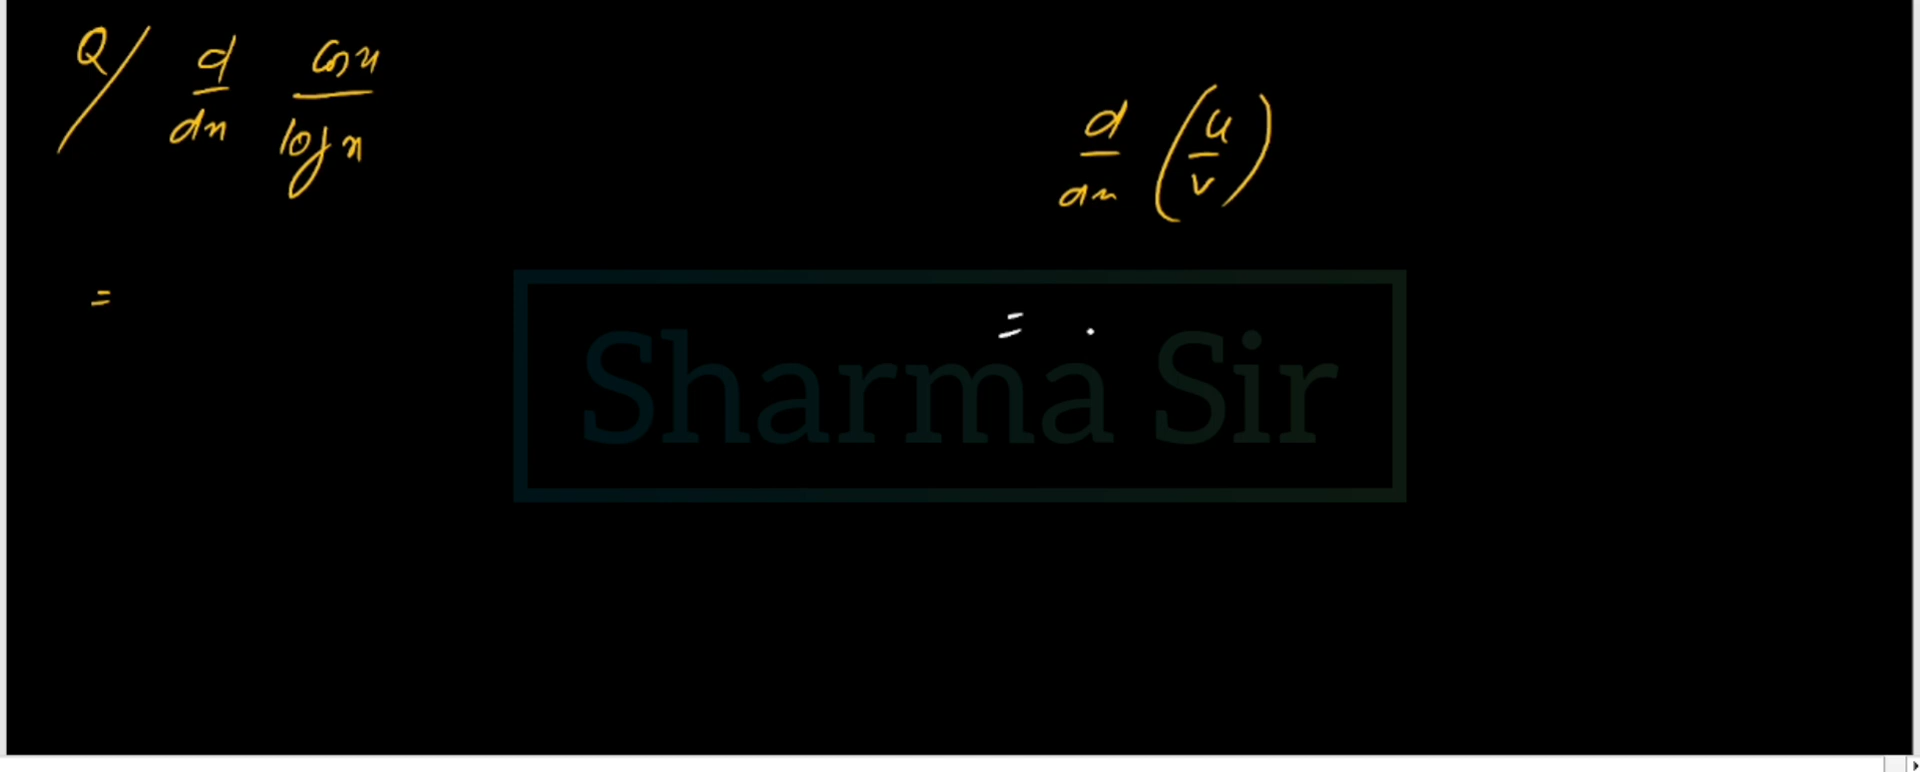 Q/ d/dx cosx/logx
d/dx (u/v)
=
= .
Sharma Sir